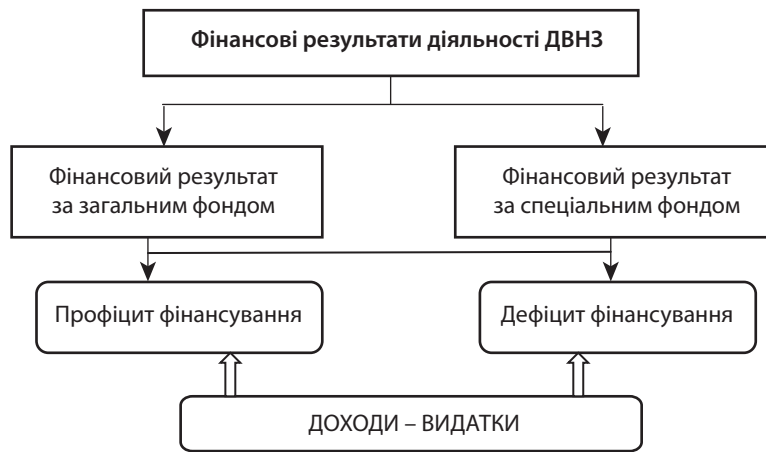 Фінансові результати діяльності ДВНЗ
Фінансовий результат
за загальним фондом
Фінансовий результат
за спеціальним фондом
Профіцит фінансування
Дефіцит фінансування
ДОХОДИ – ВИДАТКИ